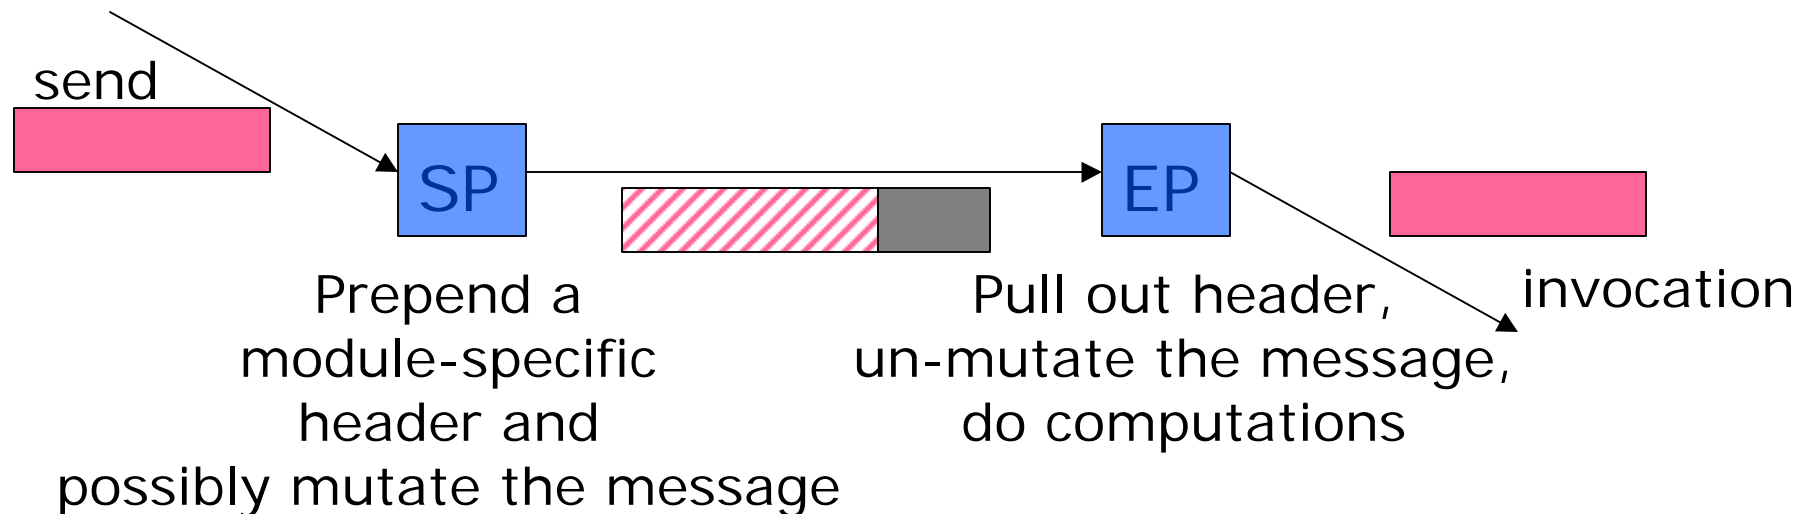 send
SP
EP
Prepend a
module-specific
header and
possibly mutate the message
Pull out header,
un-mutate the message,
do computations
invocation